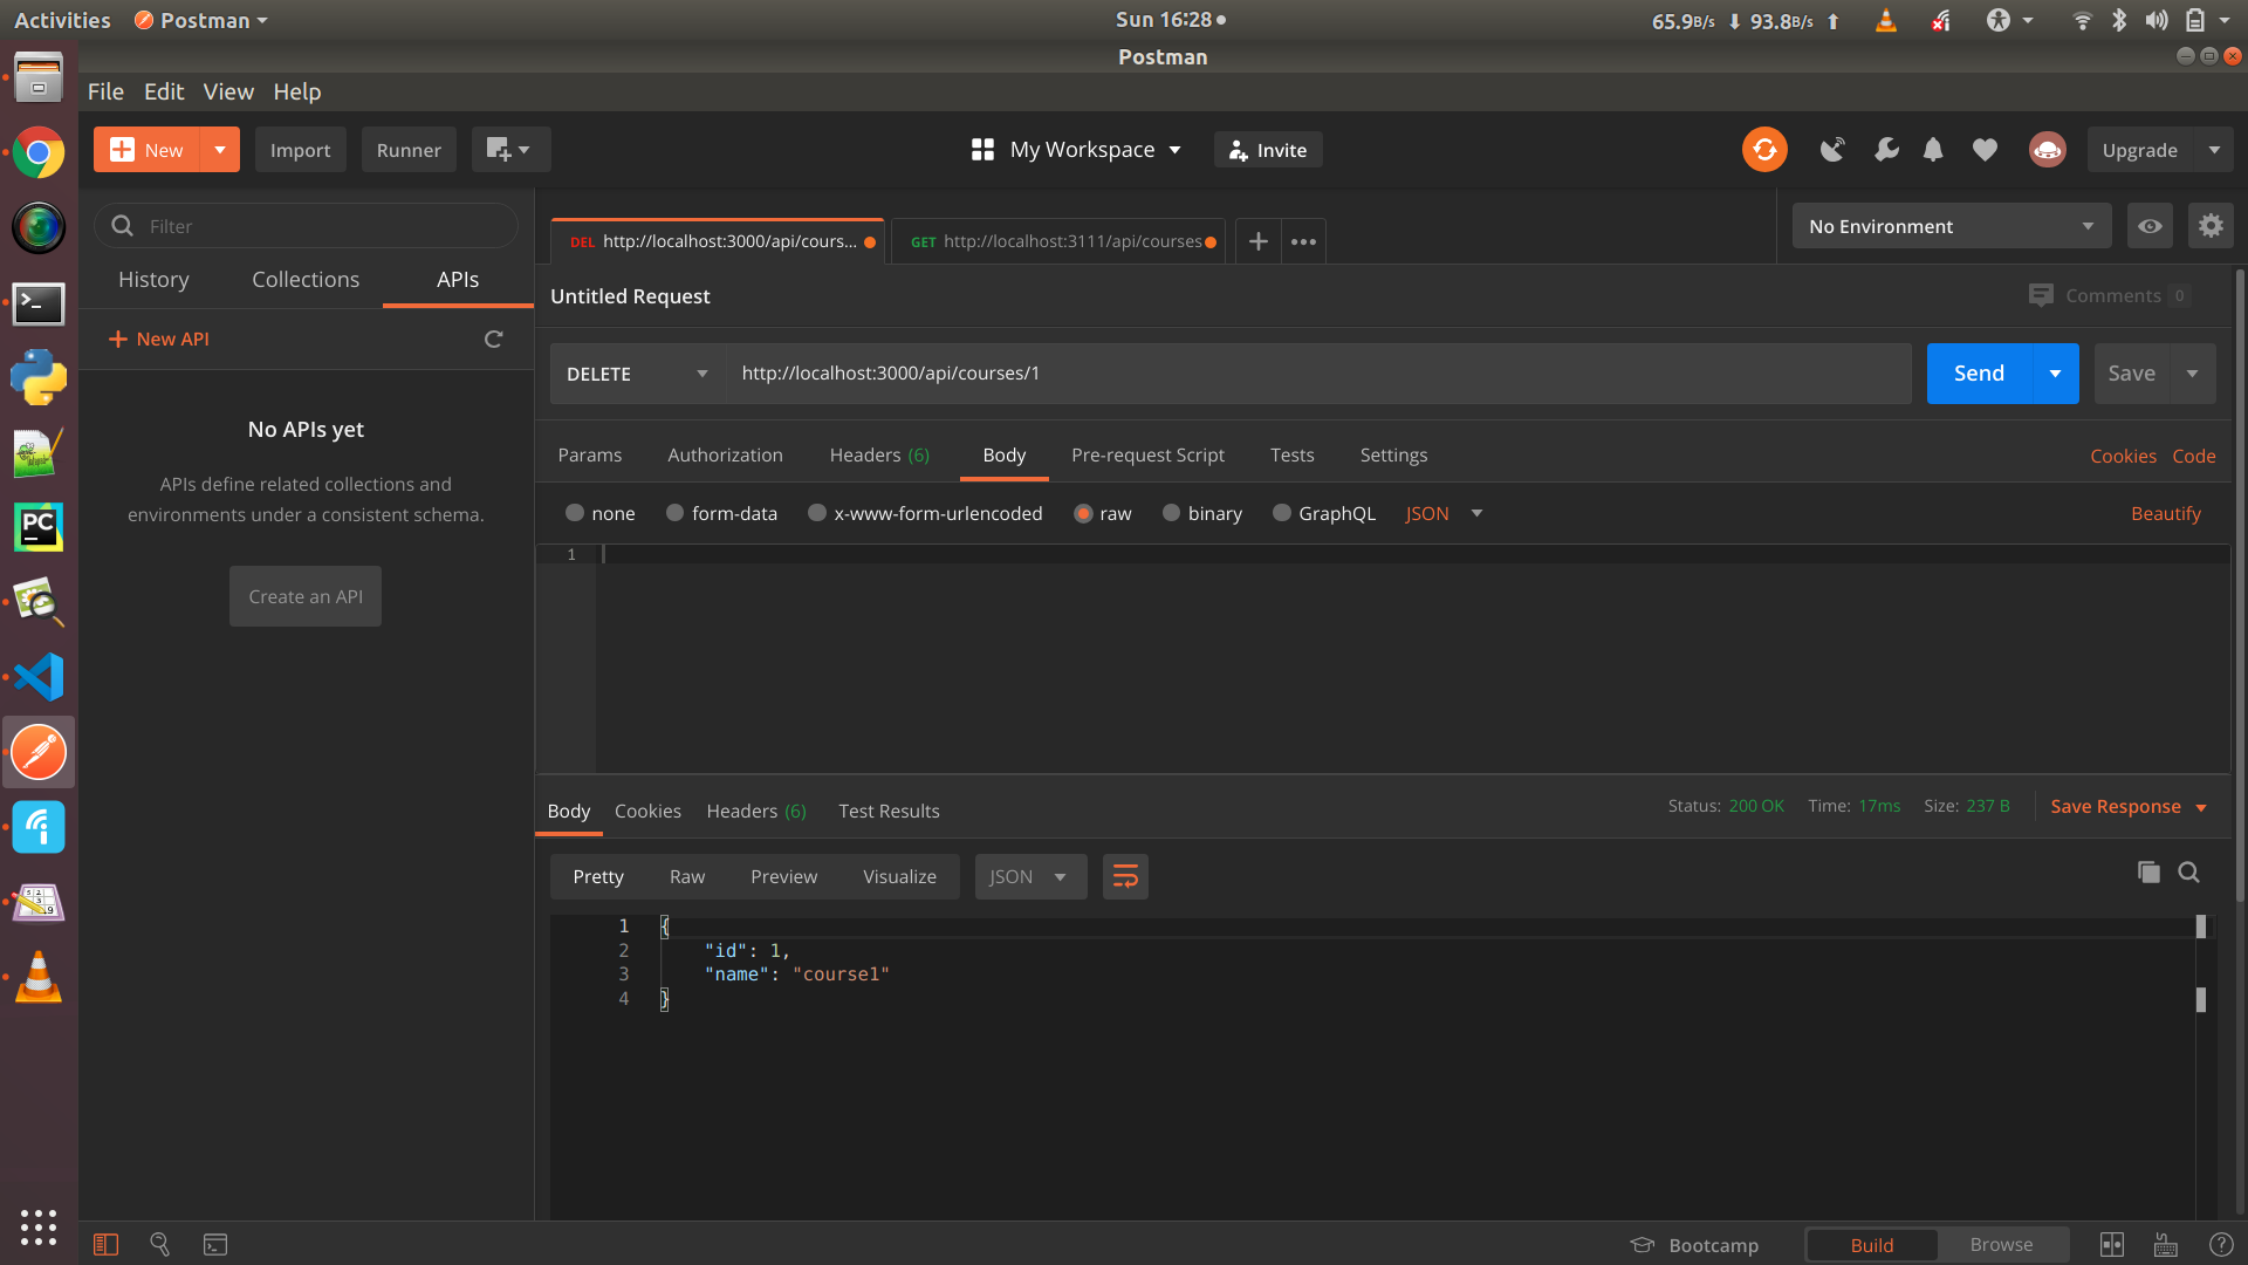 Activities Postman Sun 16:28 65.9B/s 93.8B/s
Postman
File Edit View Help
New Import Runner My Workspace Invite Upgrade
Filter
DEL http://localhost:3000/api/cours... GET http://localhost:3111/api/courses No Environment
History Collections APIs
Untitled Request Comments 0
+ New API
DELETE http://localhost:3000/api/courses/1 Send Save
No APIs yet
Params Authorization Headers (6) Body Pre-request Script Tests Settings Cookies Code
APIs define related collections and
environments under a consistent schema.
none form-data x-www-form-urlencoded raw binary GraphQL JSON Beautify
1
Create an API
Body Cookies Headers (6) Test Results Status: 200 OK Time: 17ms Size: 237 B Save Response
Pretty Raw Preview Visualize JSON
1 {
2 "id": 1,
3 "name": "course1"
4 }
Bootcamp Build Browse
PC